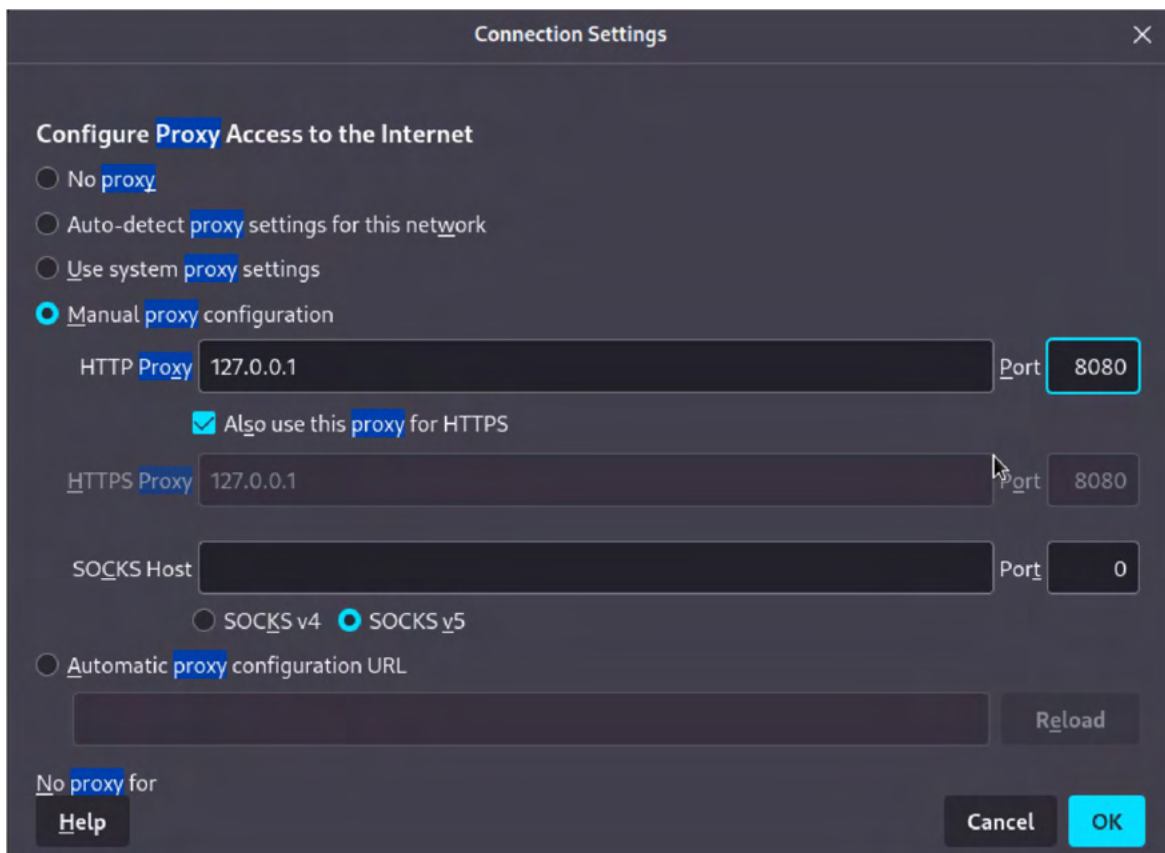 Connection Settings
Configure Proxy Access to the Internet
No proxy
Auto-detect proxy settings for this network
Use system proxy settings
Manual proxy configuration
HTTP Proxy 127.0.0.1 Port 8080
Also use this proxy for HTTPS
HTTPS Proxy 127.0.0.1 Port 8080
SOCKS Host Port 0
SOCKS v4 SOCKS v5
Automatic proxy configuration URL
Reload
No proxy for
Help Cancel OK